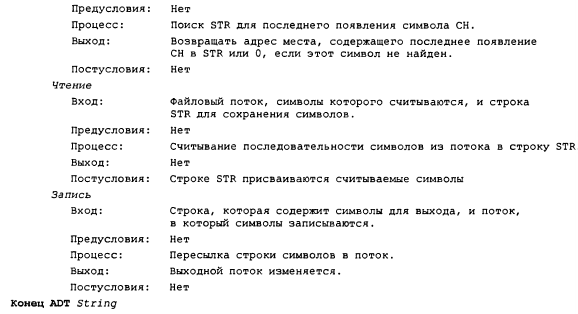 Предусловия: Нет
Процесс: Поиск STR для последнего появления символа CH.
Выход: Возвращать адрес места, содержащего последнее появление
CH в STR или 0, если этот символ не найден.
Постусловия: Нет
Чтение
Вход: Файловый поток, символы которого считываются, и строка
STR для сохранения символов.
Предусловия: Нет
Процесс: Считывание последовательности символов из потока в строку STR
Выход: Нет
Постусловия: Строке STR присваиваются считываемые символы
Запись
Вход: Строка, которая содержит символы для выхода, и поток,
в который символы записываются.
Предусловия: Нет
Процесс: Пересылка строки символов в поток.
Выход: Выходной поток изменяется.
Постусловия: Нет
Конец ADT String